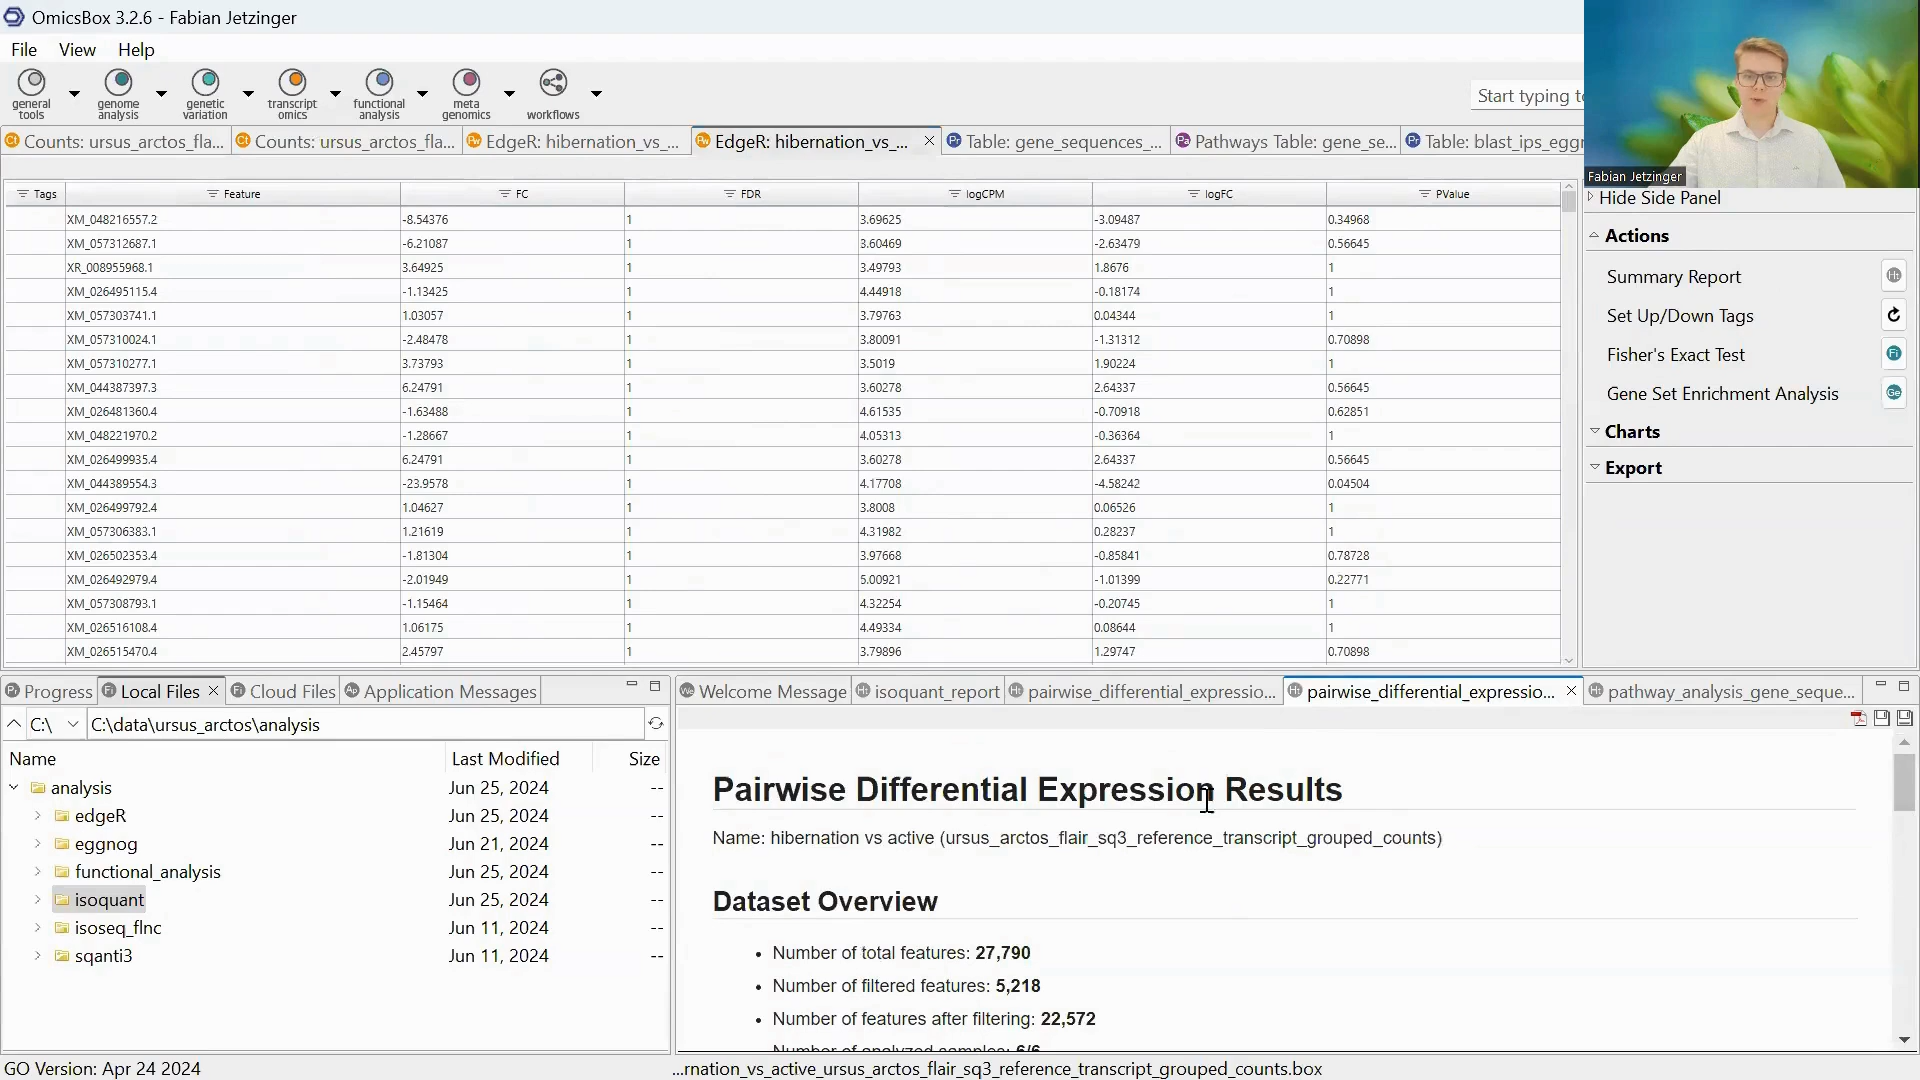 OmicsBox 3.2.6 - Fabian Jetzinger
File View Help
general tools
genome analysis
genetic variation
transcript omics
functional analysis
meta genomics
workflows
Start typing to
Fabian Jetzinger
Counts: ursus_arctos_fla...
Counts: ursus_arctos_fla...
EdgeR: hibernation_vs_...
EdgeR: hibernation_vs_...
Table: gene_sequences_...
Pathways Table: gene_se...
Table: blast_ips_eggn
Tags Feature FC FDR logCPM logFC PValue
XM_048216557.2 -8.54376 1 3.69625 -3.09487 0.34968
XM_057312687.1 -6.21087 1 3.60469 -2.63479 0.56645
XR_008955968.1 3.64925 1 3.49793 1.8676 1
XM_026495115.4 -1.13425 1 4.44918 -0.18174 1
XM_057303741.1 1.03057 1 3.79763 0.04344 1
XM_057310024.1 -2.48478 1 3.80091 -1.31312 0.70898
XM_057310277.1 3.73793 1 3.5019 1.90224 1
XM_044387397.3 6.24791 1 3.60278 2.64337 0.56645
XM_026481360.4 -1.63488 1 4.61535 -0.70918 0.62851
XM_048221970.2 -1.28667 1 4.05313 -0.36364 1
XM_026499935.4 6.24791 1 3.60278 2.64337 0.56645
XM_044389554.3 -23.9578 1 4.17708 -4.58242 0.04504
XM_026499792.4 1.04627 1 3.8008 0.06526 1
XM_057306383.1 1.21619 1 4.31982 0.28237 1
XM_026502353.4 -1.81304 1 3.97668 -0.85841 0.78728
XM_026492979.4 -2.01949 1 5.00921 -1.01399 0.22771
XM_057308793.1 -1.15464 1 4.32254 -0.20745 1
XM_026516108.4 1.06175 1 4.49334 0.08644 1
XM_026515470.4 2.45797 1 3.79896 1.29747 0.70898
Hide Side Panel
Actions
Summary Report
Set Up/Down Tags
Fisher's Exact Test
Gene Set Enrichment Analysis
Charts
Export
Progress Local Files Cloud Files Application Messages
C:\ C:\data\ursus_arctos\analysis
Name Last Modified Size
analysis Jun 25, 2024 --
edgeR Jun 25, 2024 --
eggnog Jun 21, 2024 --
functional_analysis Jun 25, 2024 --
isoquant Jun 25, 2024 --
isoseq_flnc Jun 11, 2024 --
sqanti3 Jun 11, 2024 --
Welcome Message isoquant_report pairwise_differential_expressio... pairwise_differential_expressio... pathway_analysis_gene_seque...
Pairwise Differential Expression Results
Name: hibernation vs active (ursus_arctos_flair_sq3_reference_transcript_grouped_counts)
Dataset Overview
• Number of total features: 27,790
• Number of filtered features: 5,218
• Number of features after filtering: 22,572
Number of analyzed samples: 6/6
GO Version: Apr 24 2024
...rnation_vs_active_ursus_arctos_flair_sq3_reference_transcript_grouped_counts.box